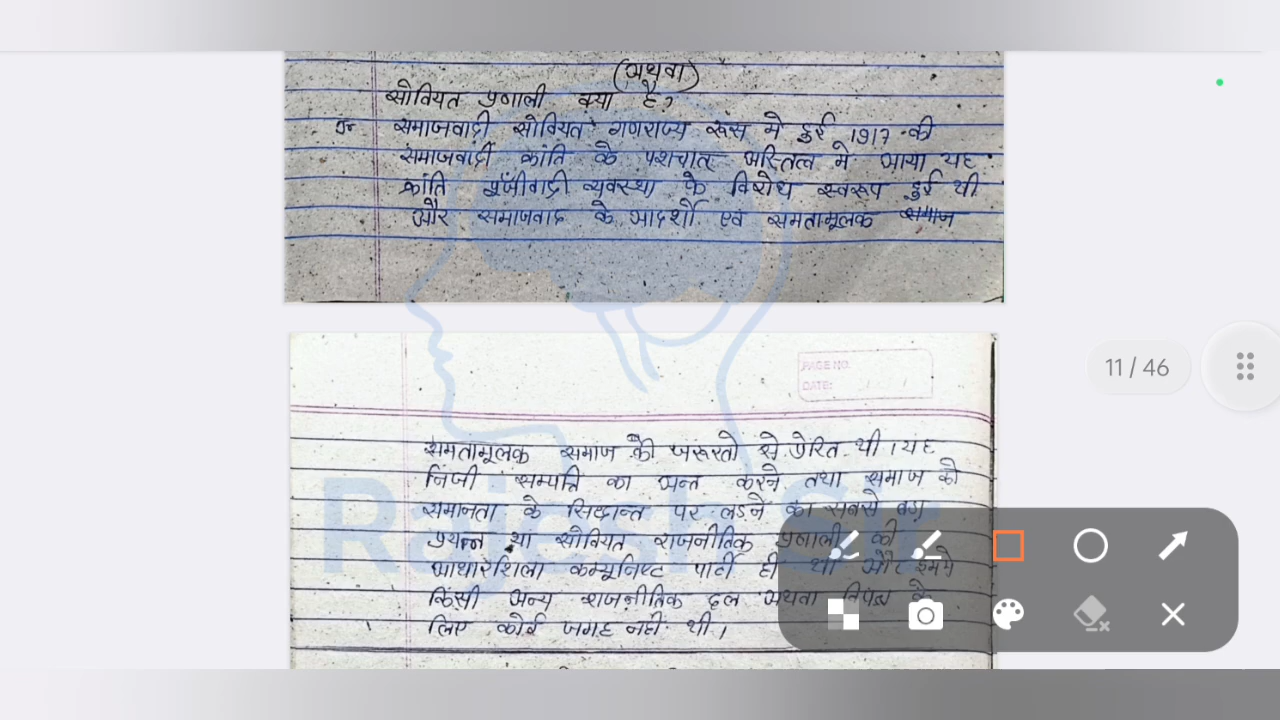 (अथवा)
सोवियत प्रणाली क्या है?
उ० समाजवादी सोवियत गणराज्य रूस मे हुई 1917 की
समाजवादी क्रांति के पशचात् अस्तित्व मे आया यह
क्रांति पूँजीवादी व्यवस्था के विरोध स्वरूप हुई थी
और समाजवाद के आदर्शो एवं समतामूलक समाज
PAGE NO.
DATE:
समतामूलक समाज की जरूरतो से प्रेरित थी। यह
निजी सम्पत्ति का अन्त करने तथा समाज को
समानता के सिद्धान्त पर लड़ने का सबसे बड़ा
प्रयत्न था सोवियत राजनीतिक प्रणाली की
आधारशिला कम्यूनिष्ट पार्टी ही थी और इसमे
किसी अन्य राजनीतिक दल अथवा विपक्ष के
लिए कोई जगह नही थी।
11 / 46